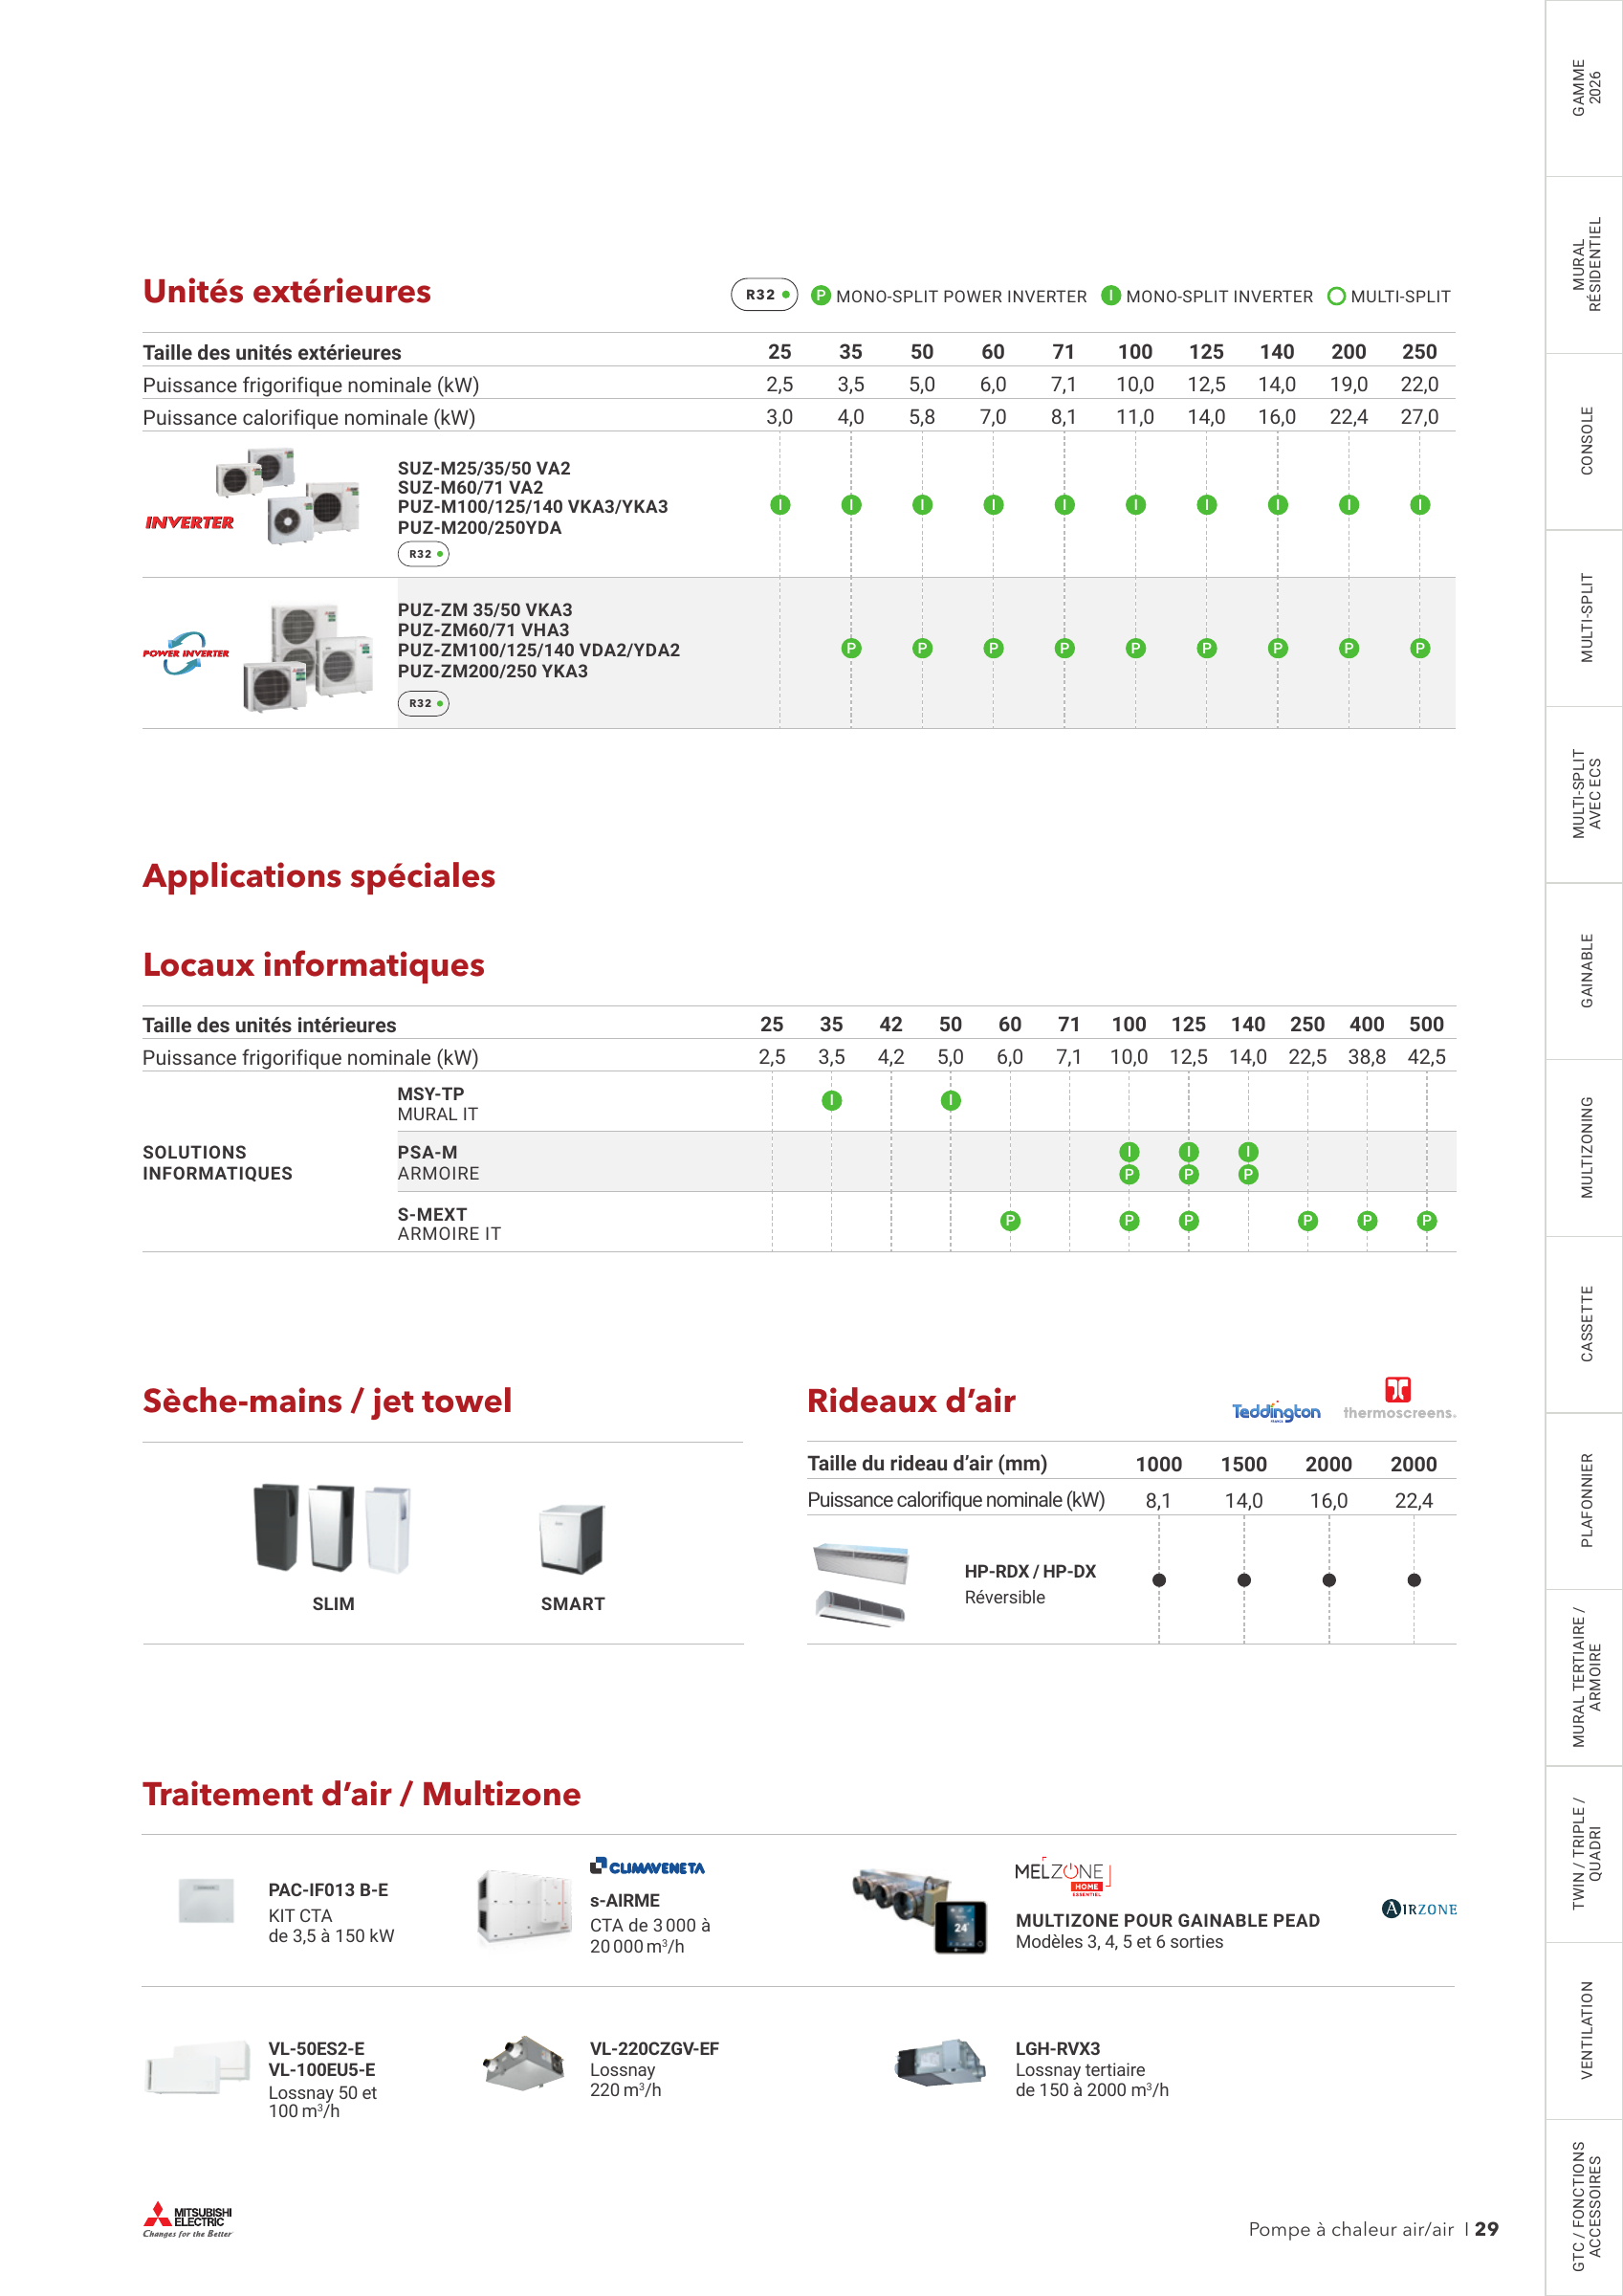 Unités extérieures
R32
P MONO-SPLIT POWER INVERTER I MONO-SPLIT INVERTER MULTI-SPLIT
Taille des unités extérieures 25 35 50 60 71 100 125 140 200 250
Puissance frigorifique nominale (kW) 2,5 3,5 5,0 6,0 7,1 10,0 12,5 14,0 19,0 22,0
Puissance calorifique nominale (kW) 3,0 4,0 5,8 7,0 8,1 11,0 14,0 16,0 22,4 27,0
INVERTER
SUZ-M25/35/50 VA2
SUZ-M60/71 VA2
PUZ-M100/125/140 VKA3/YKA3
PUZ-M200/250YDA
R32
I I I I I I I I I I
POWER INVERTER
PUZ-ZM 35/50 VKA3
PUZ-ZM60/71 VHA3
PUZ-ZM100/125/140 VDA2/YDA2
PUZ-ZM200/250 YKA3
R32
P P P P P P P P P
Applications spéciales
Locaux informatiques
Taille des unités intérieures 25 35 42 50 60 71 100 125 140 250 400 500
Puissance frigorifique nominale (kW) 2,5 3,5 4,2 5,0 6,0 7,1 10,0 12,5 14,0 22,5 38,8 42,5
SOLUTIONS
INFORMATIQUES
MSY-TP
MURAL IT
I I
PSA-M
ARMOIRE
I I I
P P P
S-MEXT
ARMOIRE IT
P P P P P P
Sèche-mains / jet towel
SLIM
SMART
Rideaux d’air
Teddington
thermoscreens.
Taille du rideau d’air (mm) 1000 1500 2000 2000
Puissance calorifique nominale (kW) 8,1 14,0 16,0 22,4
HP-RDX / HP-DX
Réversible
Traitement d’air / Multizone
PAC-IF013 B-E
KIT CTA
de 3,5 à 150 kW
CLIMAVENETA
s-AIRME
CTA de 3 000 à
20 000 m³/h
24
MELZONE
HOME
ESSENTIEL
MULTIZONE POUR GAINABLE PEAD
Modèles 3, 4, 5 et 6 sorties
AIRZONE
VL-50ES2-E
VL-100EU5-E
Lossnay 50 et
100 m³/h
VL-220CZGV-EF
Lossnay
220 m³/h
LGH-RVX3
Lossnay tertiaire
de 150 à 2000 m³/h
MITSUBISHI
ELECTRIC
Changes for the Better
Pompe à chaleur air/air I 29
GAMME
2026
MURAL
RÉSIDENTIEL
CONSOLE
MULTI-SPLIT
MULTI-SPLIT
AVEC ECS
GAINABLE
MULTIZONING
CASSETTE
PLAFONNIER
MURAL TERTIAIRE /
ARMOIRE
TWIN / TRIPLE /
QUADRI
VENTILATION
GTC / FONCTIONS
ACCESSOIRES